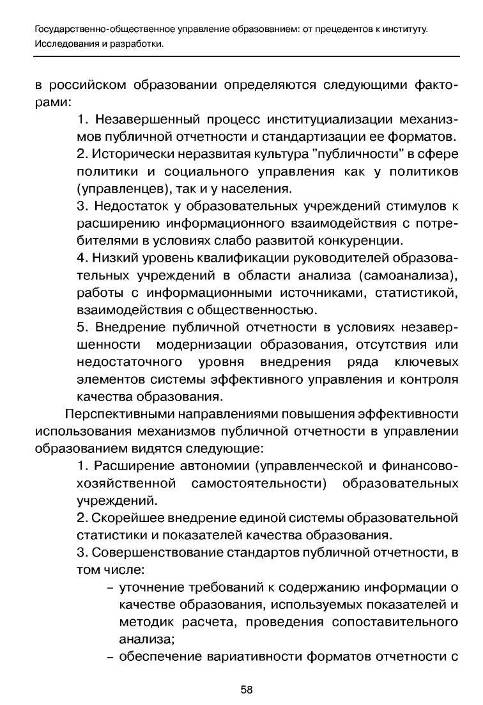 Государственно-общественное управление образованием: от прецедентов к институту.
Исследования и разработки.
в российском образовании определяются следующими факто-
рами:
1. Незавершенный процесс институциализации механиз-
мов публичной отчетности и стандартизации ее форматов.
2. Исторически неразвитая культура "публичности" в сфере
политики и социального управления как у политиков
(управленцев), так и у населения.
3. Недостаток у образовательных учреждений стимулов к
расширению информационного взаимодействия с потре-
бителями в условиях слабо развитой конкуренции.
4. Низкий уровень квалификации руководителей образова-
тельных учреждений в области анализа (самоанализа),
работы с информационными источниками, статистикой,
взаимодействия с общественностью.
5. Внедрение публичной отчетности в условиях незавер-
шенности модернизации образования, отсутствия или
недостаточного уровня внедрения ряда ключевых
элементов системы эффективного управления и контроля
качества образования.
Перспективными направлениями повышения эффективности
использования механизмов публичной отчетности в управлении
образованием видятся следующие:
1. Расширение автономии (управленческой и финансово-
хозяйственной самостоятельности) образовательных
учреждений.
2. Скорейшее внедрение единой системы образовательной
статистики и показателей качества образования.
3. Совершенствование стандартов публичной отчетности, в
том числе:
– уточнение требований к содержанию информации о
качестве образования, используемых показателей и
методик расчета, проведения сопоставительного
анализа;
– обеспечение вариативности форматов отчетности с
58